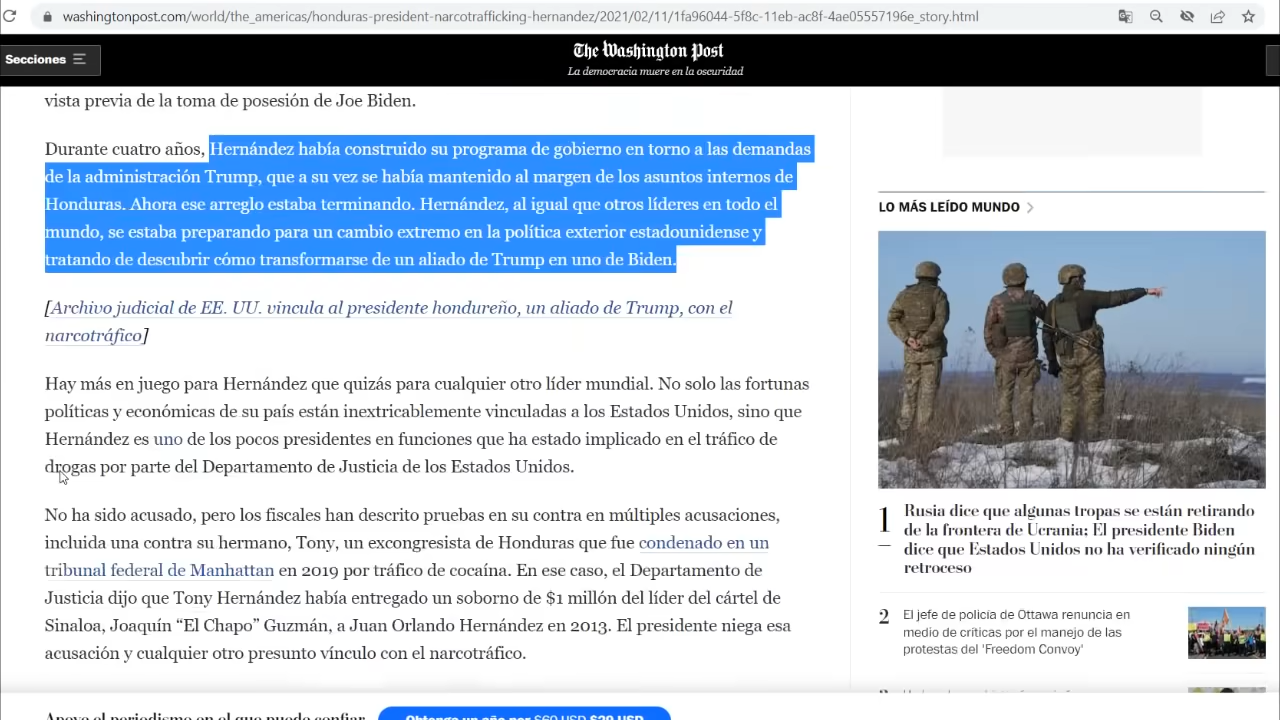 washingtonpost.com/world/the_americas/honduras-president-narcotrafficking-hernandez/2021/02/11/1fa96044-5f8c-11eb-ac8f-4ae05557196e_story.html
Secciones
The Washington Post
La democracia muere en la oscuridad
vista previa de la toma de posesión de Joe Biden.
Durante cuatro años, Hernández había construido su programa de gobierno en torno a las demandas
de la administración Trump, que a su vez se había mantenido al margen de los asuntos internos de
Honduras. Ahora ese arreglo estaba terminando. Hernández, al igual que otros líderes en todo el
mundo, se estaba preparando para un cambio extremo en la política exterior estadounidense y
tratando de descubrir cómo transformarse de un aliado de Trump en uno de Biden.
[Archivo judicial de EE. UU. vincula al presidente hondureño, un aliado de Trump, con el
narcotráfico]
Hay más en juego para Hernández que quizás para cualquier otro líder mundial. No solo las fortunas
políticas y económicas de su país están inextricablemente vinculadas a los Estados Unidos, sino que
Hernández es uno de los pocos presidentes en funciones que ha estado implicado en el tráfico de
drogas por parte del Departamento de Justicia de los Estados Unidos.
No ha sido acusado, pero los fiscales han descrito pruebas en su contra en múltiples acusaciones,
incluida una contra su hermano, Tony, un excongresista de Honduras que fue condenado en un
tribunal federal de Manhattan en 2019 por tráfico de cocaína. En ese caso, el Departamento de
Justicia dijo que Tony Hernández había entregado un soborno de $1 millón del líder del cártel de
Sinaloa, Joaquín “El Chapo” Guzmán, a Juan Orlando Hernández en 2013. El presidente niega esa
acusación y cualquier otro presunto vínculo con el narcotráfico.
LO MÁS LEÍDO MUNDO
1
Rusia dice que algunas tropas se están retirando
de la frontera de Ucrania; El presidente Biden
dice que Estados Unidos no ha verificado ningún
retroceso
2
El jefe de policía de Ottawa renuncia en
medio de críticas por el manejo de las
protestas del 'Freedom Convoy'
Apoye el periodismo en el que puede confiar
Obtenga un año por $60 USD $29 USD